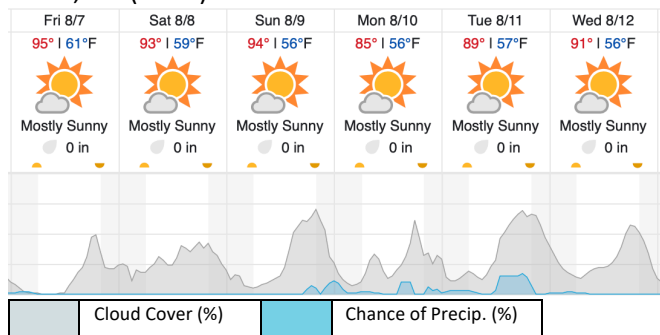 Fri 8/7 Sat 8/8 Sun 8/9 Mon 8/10 Tue 8/11 Wed 8/12
95° | 61°F 93° | 59°F 94° | 56°F 85° | 56°F 89° | 57°F 91° | 56°F
Mostly Sunny Mostly Sunny Mostly Sunny Mostly Sunny Mostly Sunny Mostly Sunny
0 in 0 in 0 in 0 in 0 in 0 in
Cloud Cover (%) Chance of Precip. (%)